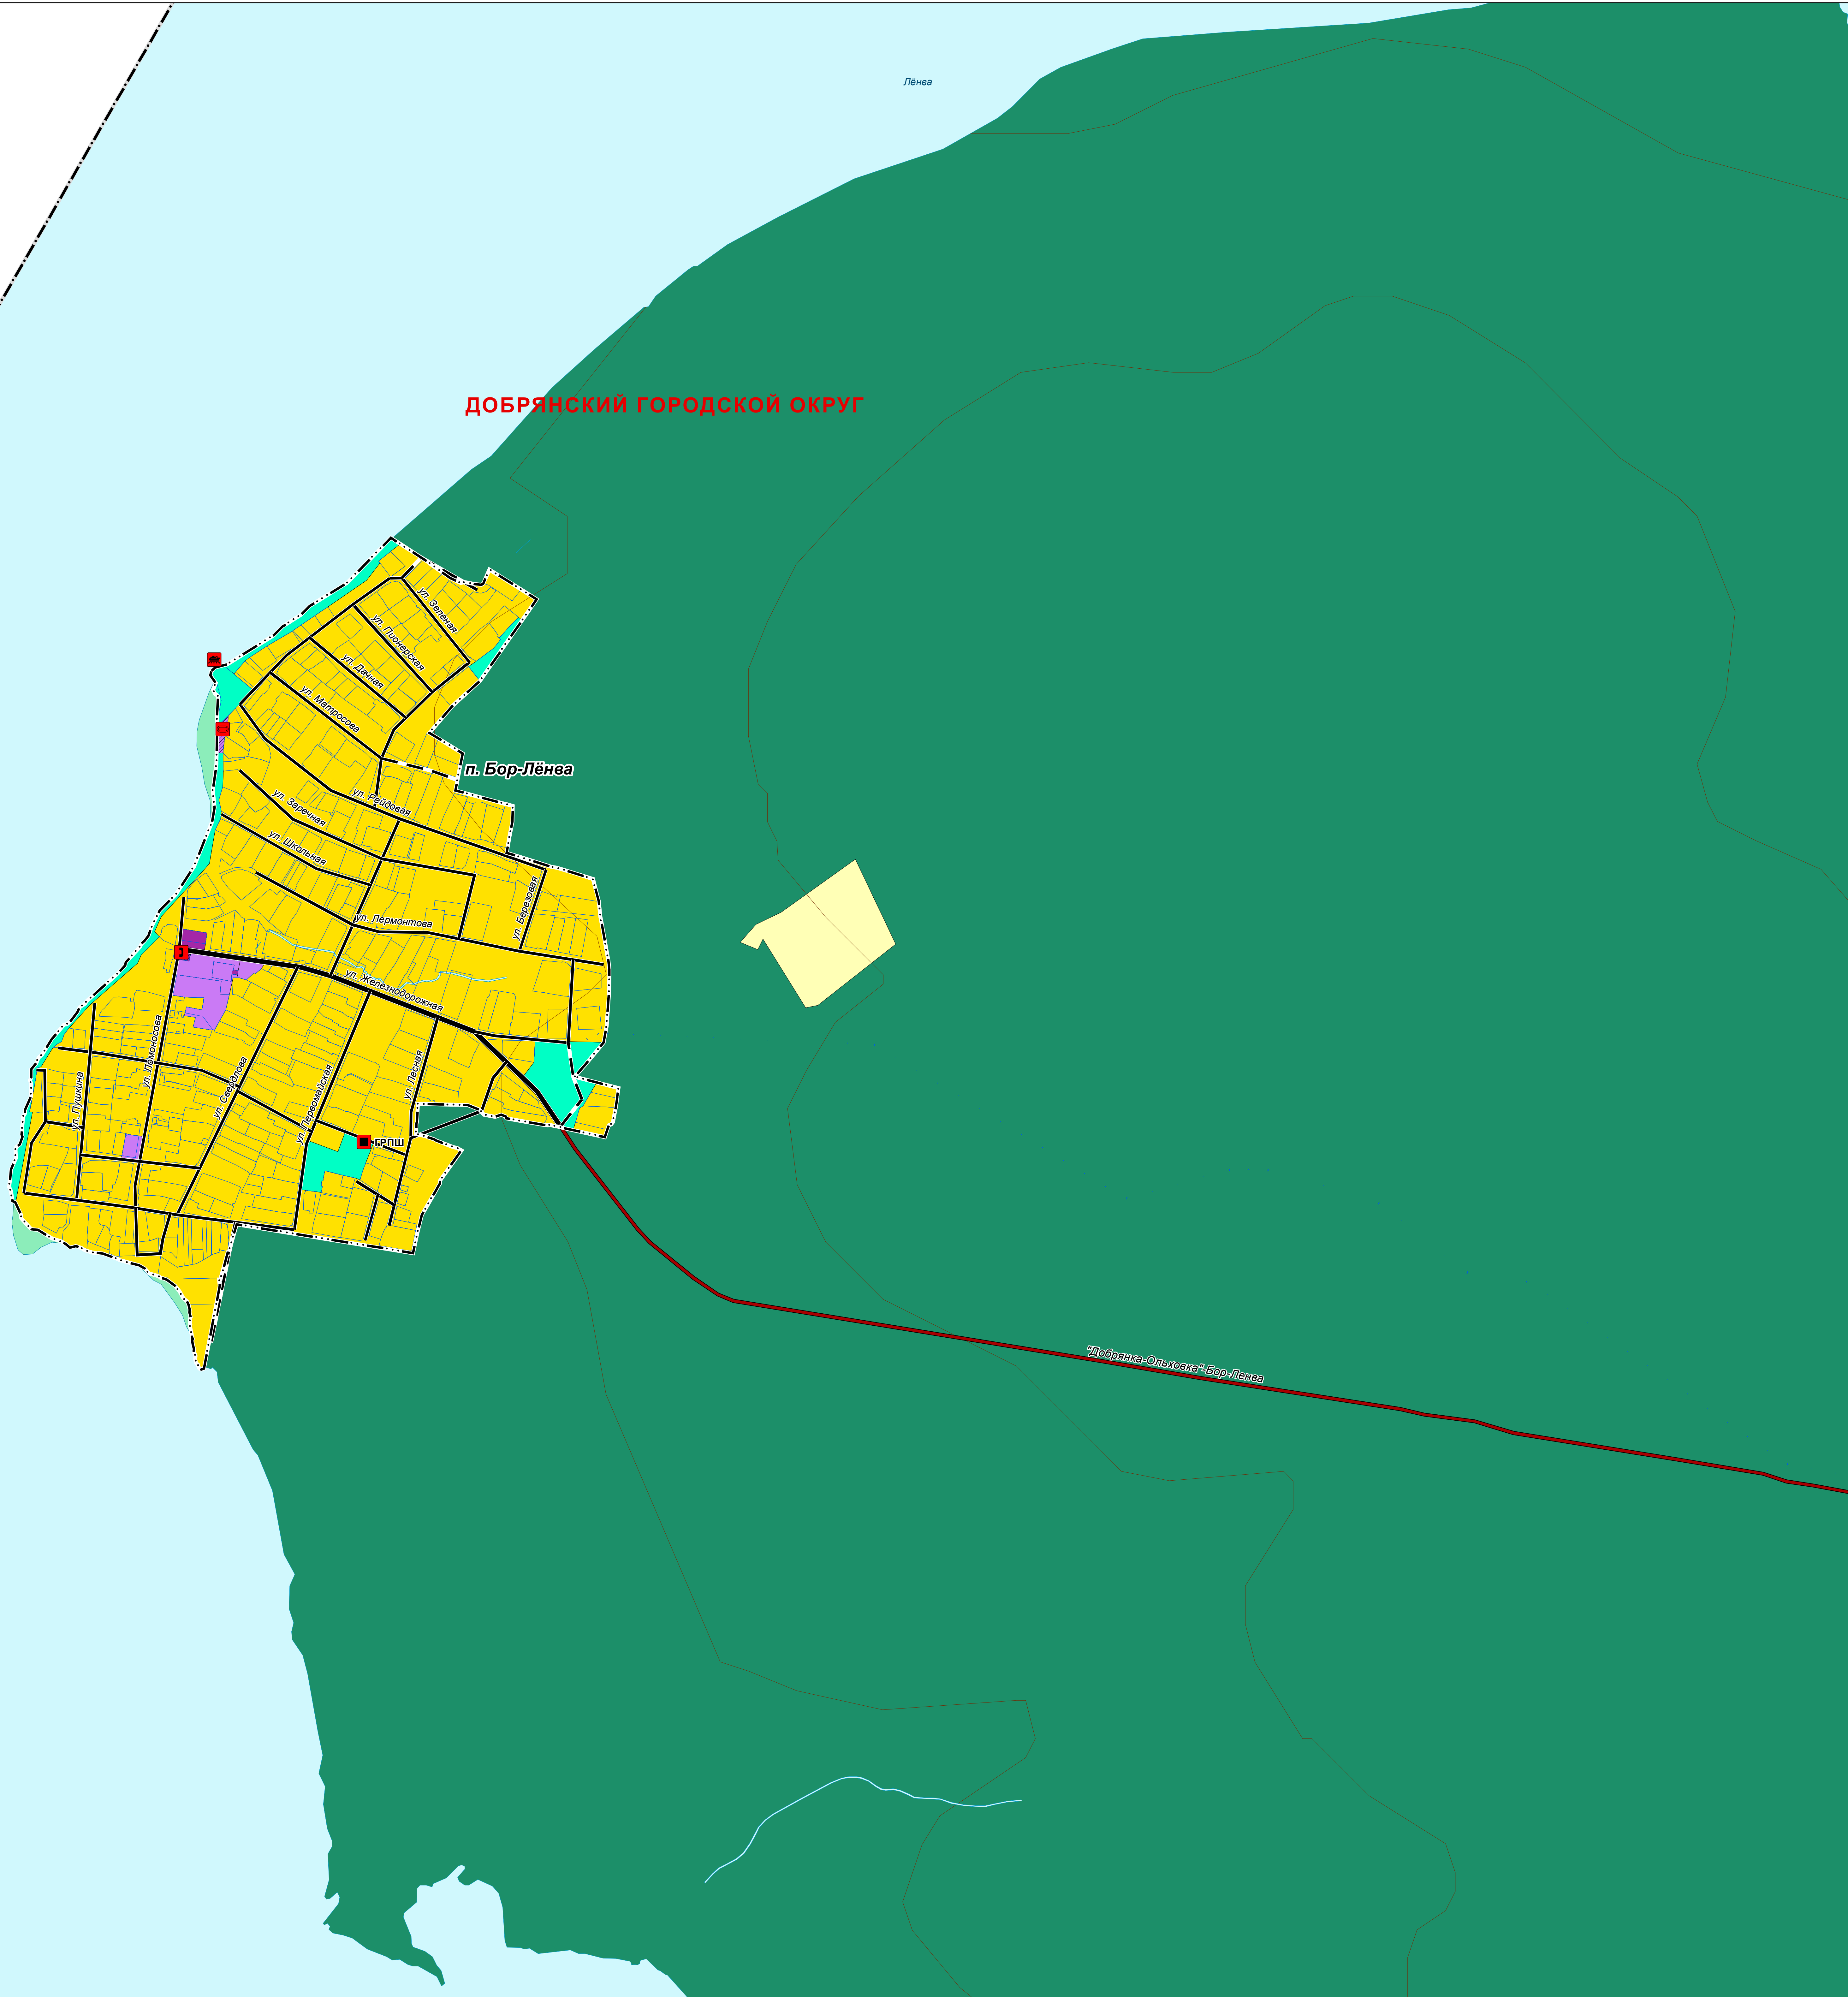 Лёнва
ДОБРЯНСКИЙ ГОРОДСКОЙ ОКРУГ
ул. Зеленая
ул. Пионерская
ул. Дачная
ул. Матросова
п. Бор-Лёнва
ул. Рейдовая
ул. Заречная
ул. Школьная
ул. Березовая
ул. Лермонтова
ул. Железнодорожная
ул. Ломоносова
ул. Лесная
ул. Свердлова
ул. Первомайская
ул. Пушкина
ГРПШ
"Добрянка-Ольховка"-Бор-Ленва